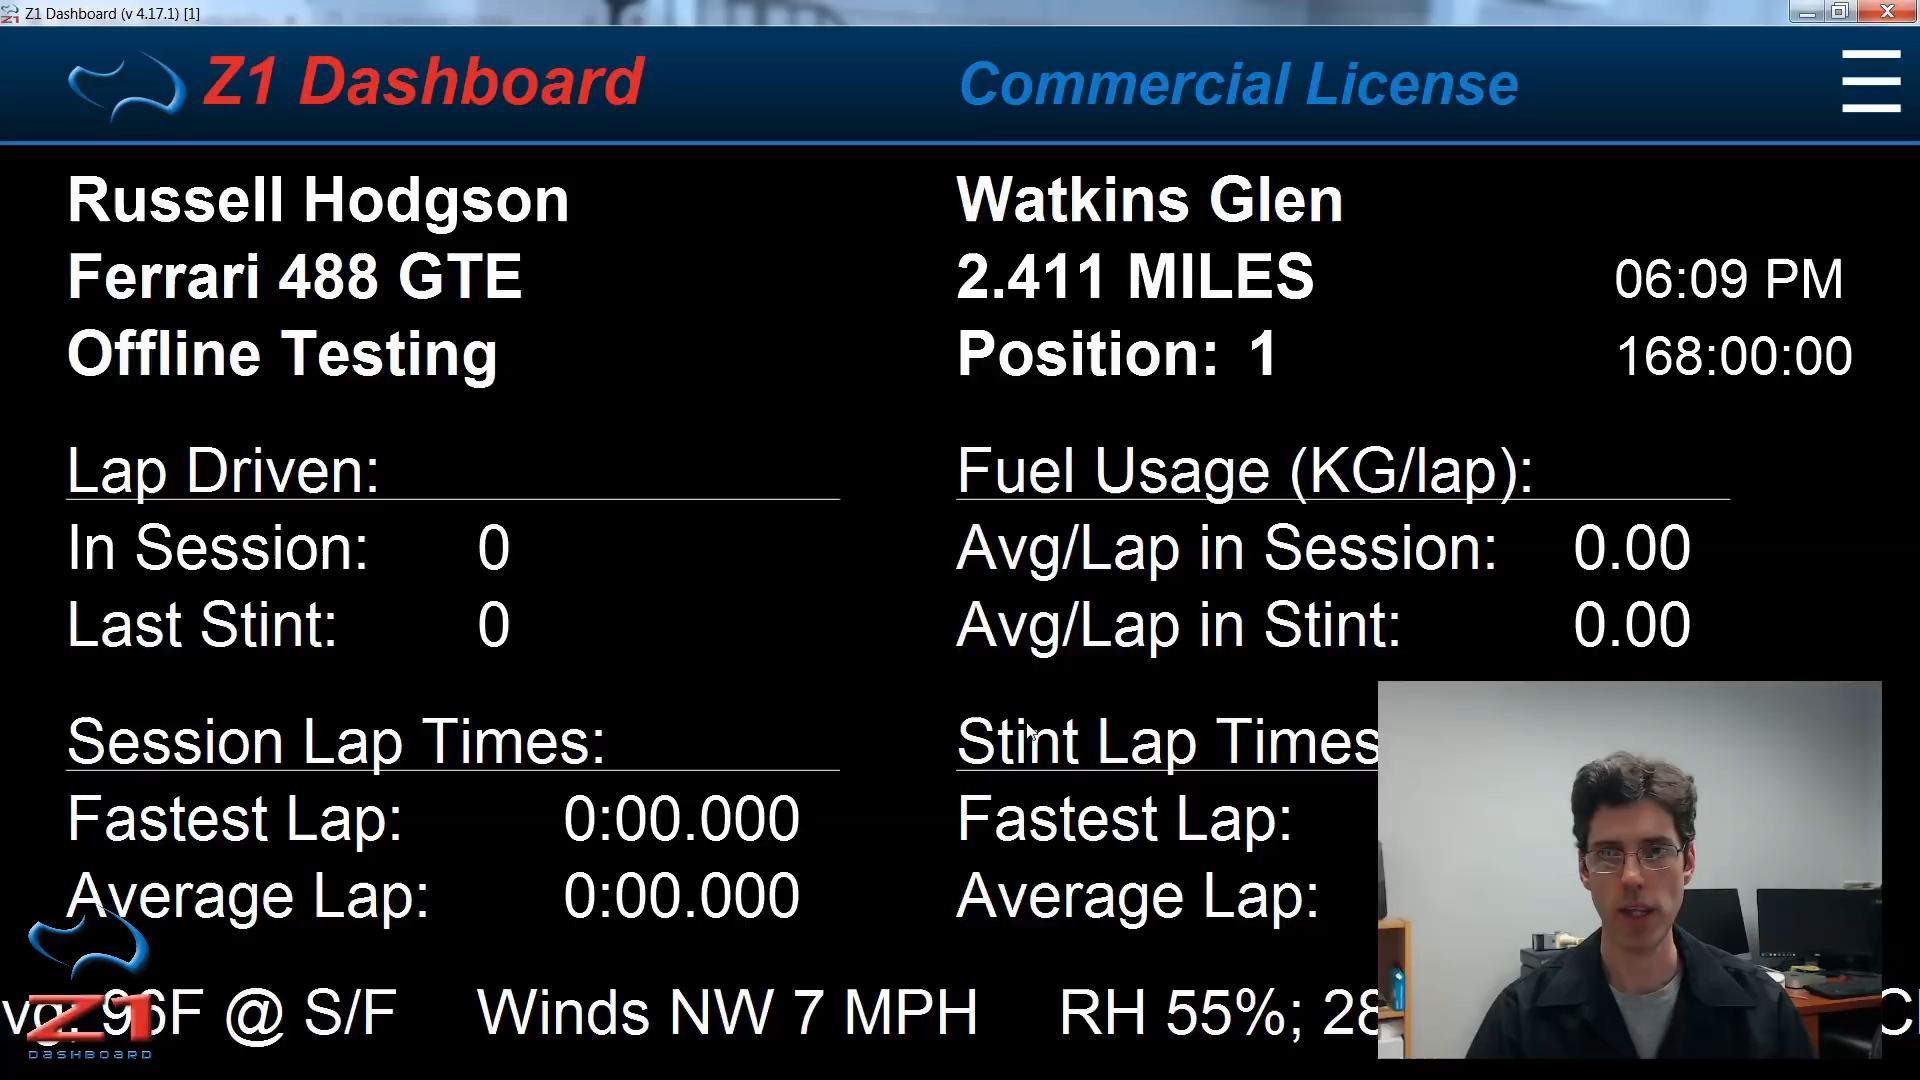 Z1 Dashboard (v 4.17.1) [1]
Z1 Dashboard Commercial License
Russell Hodgson Watkins Glen
Ferrari 488 GTE 2.411 MILES 06:09 PM
Offline Testing Position: 1 168:00:00
Lap Driven: Fuel Usage (KG/lap):
In Session: 0 Avg/Lap in Session: 0.00
Last Stint: 0 Avg/Lap in Stint: 0.00
Session Lap Times: Stint Lap Times
Fastest Lap: 0:00.000 Fastest Lap:
Average Lap: 0:00.000 Average Lap:
96F @ S/F Winds NW 7 MPH RH 55%; 28
Z1
DASHBOARD